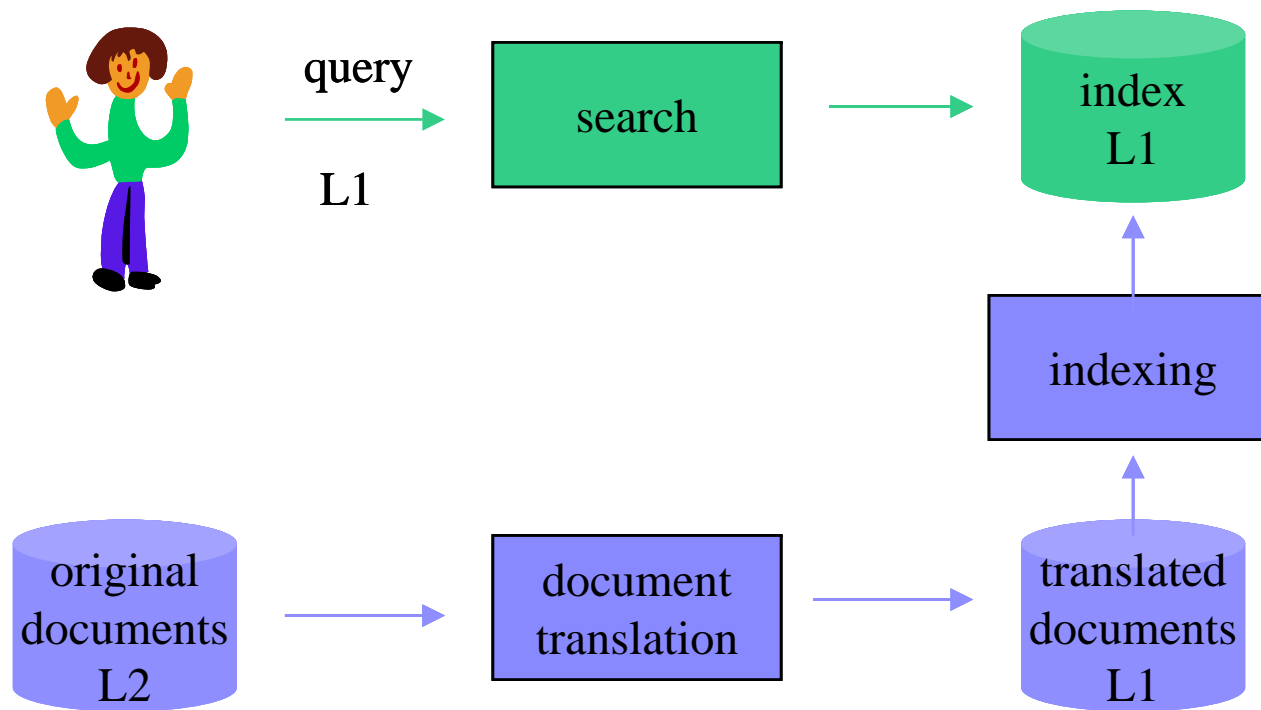 query
L1
search
index
L1
indexing
original
documents
L2
document
translation
translated
documents
L1